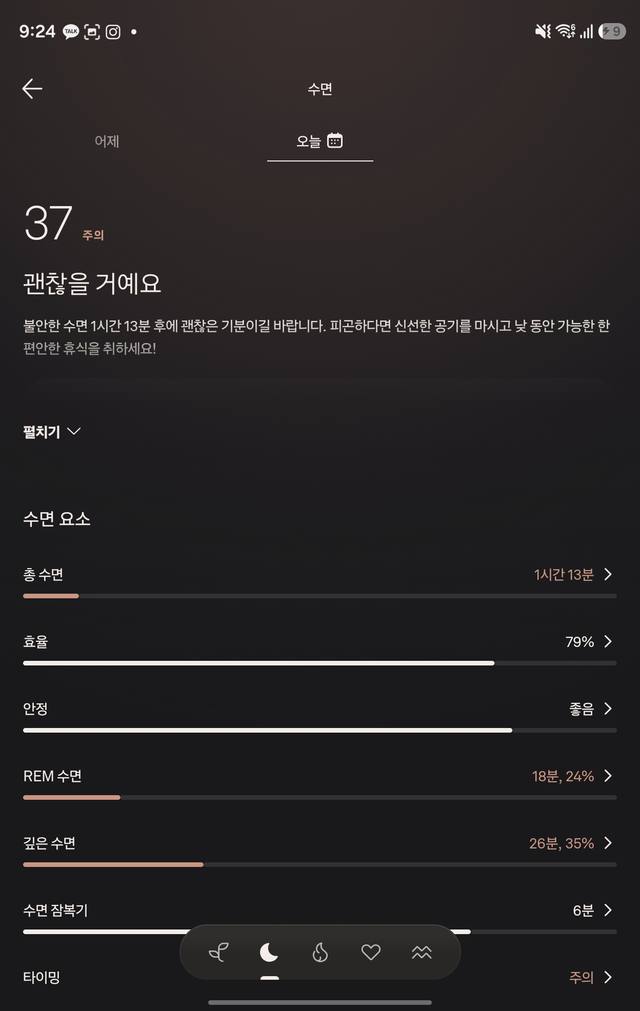 9:24 TALK 6 9
수면
어제 오늘
37 주의
괜찮을 거예요
불안한 수면 1시간 13분 후에 괜찮은 기분이길 바랍니다. 피곤하다면 신선한 공기를 마시고 낮 동안 가능한 한
편안한 휴식을 취하세요!
펼치기
수면 요소
총 수면 1시간 13분
효율 79%
안정 좋음
REM 수면 18분, 24%
깊은 수면 26분, 35%
수면 잠복기 6분
타이밍 주의